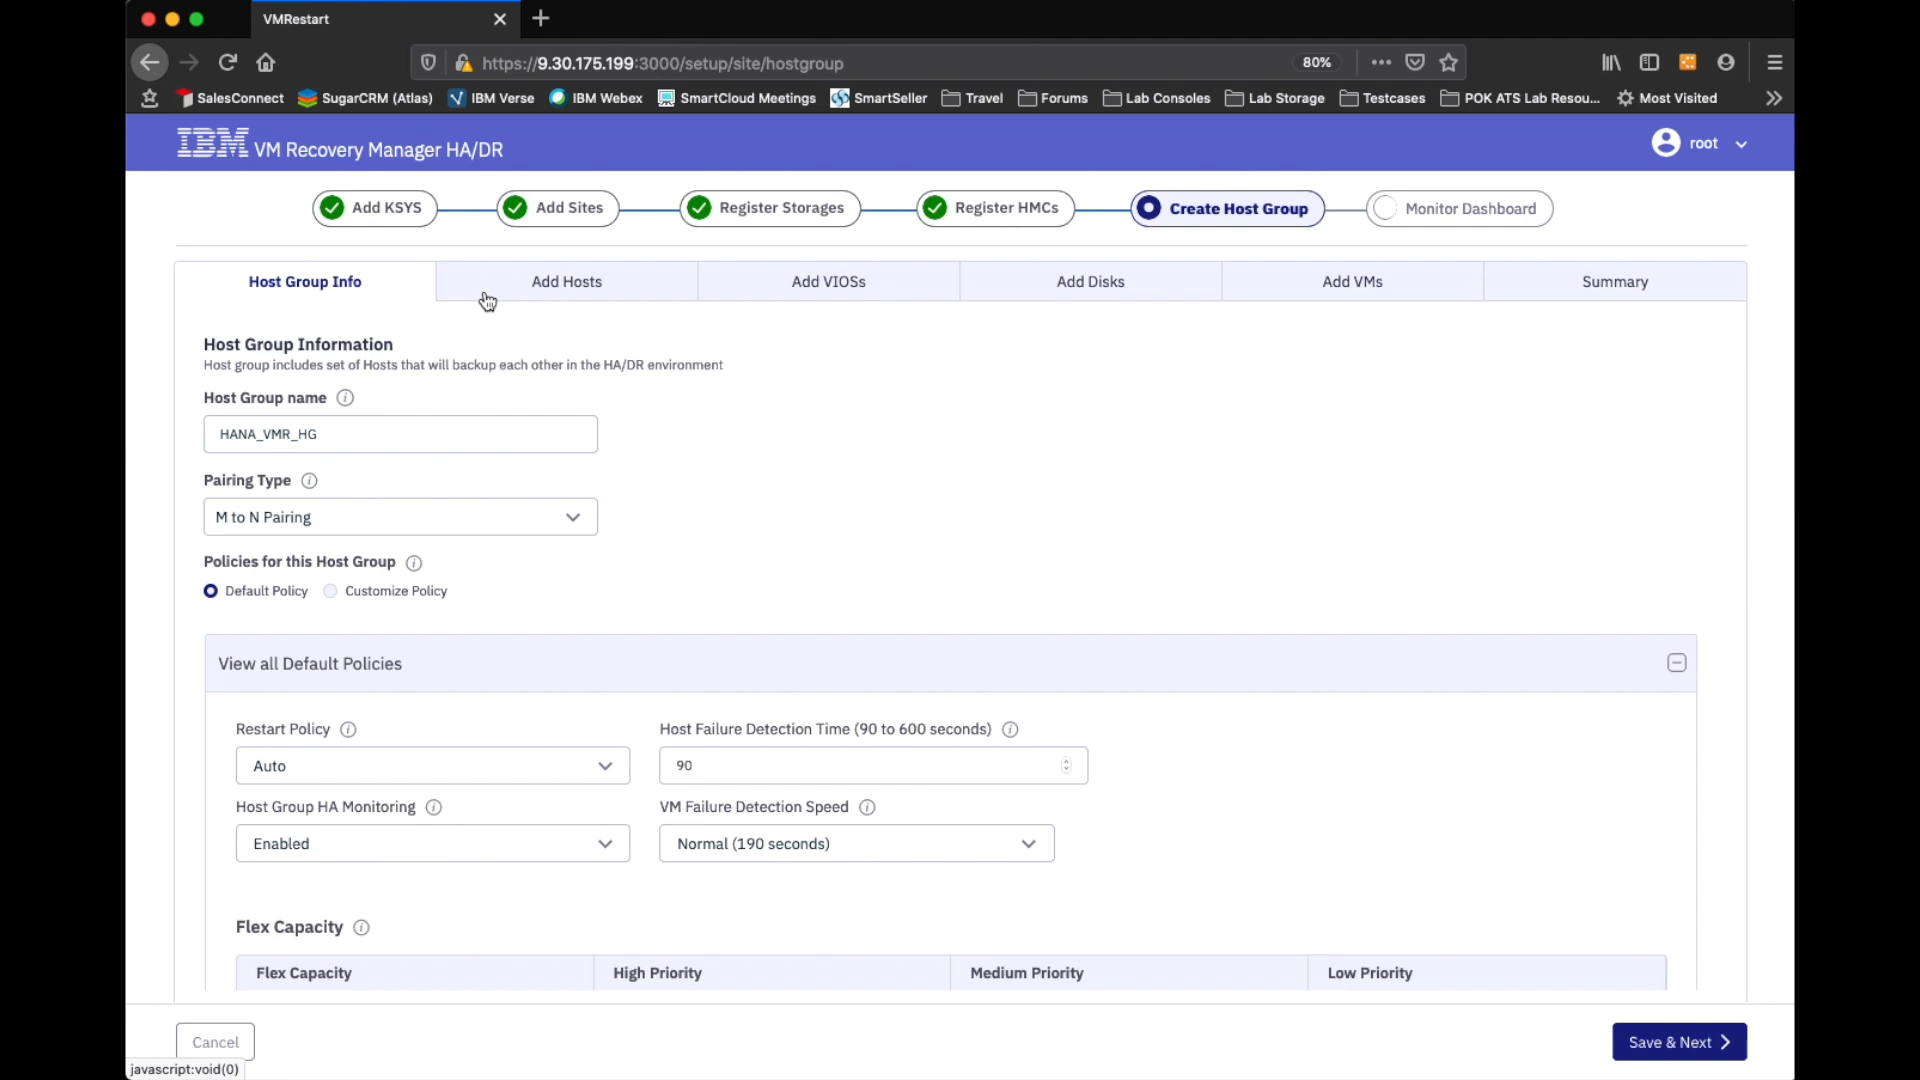 VMRestart
https://9.30.175.199:3000/setup/site/hostgroup 80%
SalesConnect SugarCRM (Atlas) IBM Verse IBM Webex SmartCloud Meetings SmartSeller Travel Forums Lab Consoles Lab Storage Testcases POK ATS Lab Resou... Most Visited
IBM VM Recovery Manager HA/DR root
Add KSYS Add Sites Register Storages Register HMCs Create Host Group Monitor Dashboard
Host Group Info Add Hosts Add VIOSs Add Disks Add VMs Summary
Host Group Information
Host group includes set of Hosts that will backup each other in the HA/DR environment
Host Group name
HANA_VMR_HG
Pairing Type
M to N Pairing
Policies for this Host Group
Default Policy Customize Policy
View all Default Policies
Restart Policy Host Failure Detection Time (90 to 600 seconds)
Auto 90
Host Group HA Monitoring VM Failure Detection Speed
Enabled Normal (190 seconds)
Flex Capacity
Flex Capacity High Priority Medium Priority Low Priority
Cancel Save & Next
javascript:void(0)